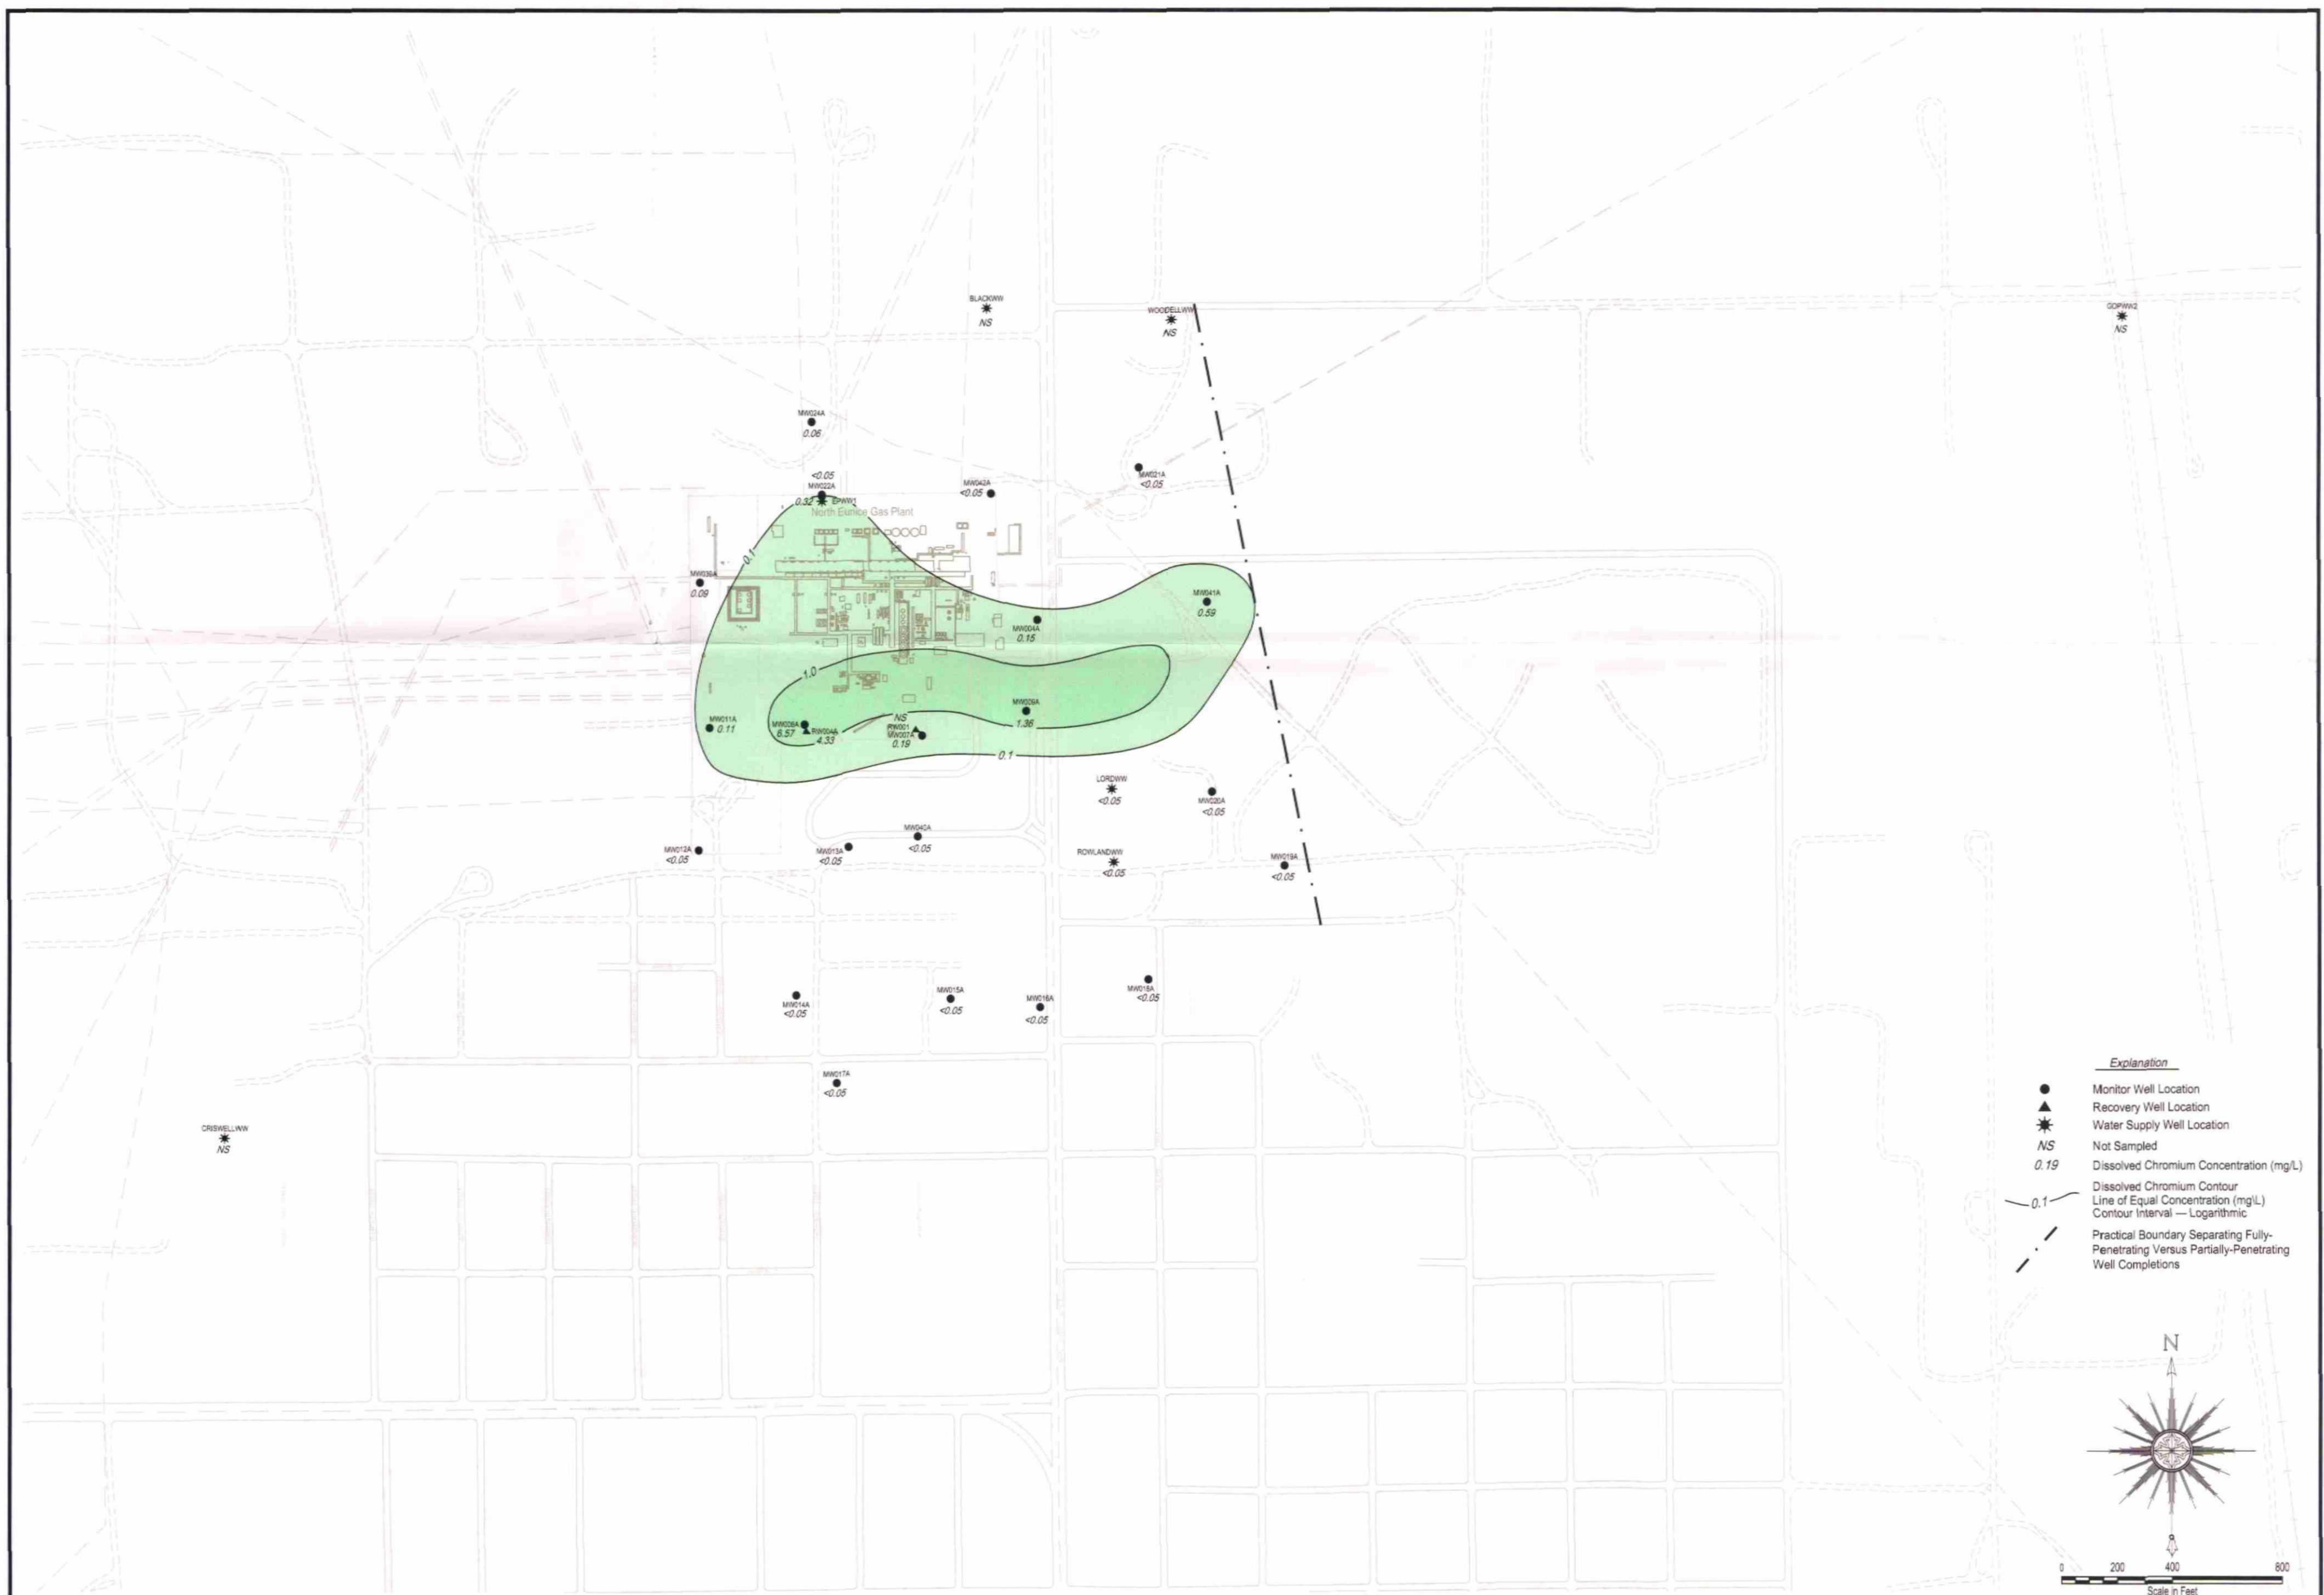 BLACKWW
NS
WOODELLWW
NS
GOPWW2
NS
MW024A
0.06
<0.05
MW022A
0.32
EPWW1
North Eunice Gas Plant
MW042A
<0.05
MW021A
<0.05
0.1
0.09
MW041A
0.59
MW004A
0.15
1.0
MW011A
0.11
6.57
4.33
NS
RW001
MW007A
0.19
MW009A
1.36
0.1
LORDWW
<0.05
MW020A
<0.05
MW040A
<0.05
MW012A
<0.05
MW013A
<0.05
ROWLANDWW
<0.05
MW019A
<0.05
MW014A
<0.05
MW015A
<0.05
MW016A
<0.05
MW018A
<0.05
MW017A
<0.05
CRISWELLWW
NS
Explanation
Monitor Well Location
Recovery Well Location
Water Supply Well Location
NS
Not Sampled
0.19
Dissolved Chromium Concentration (mg/L)
0.1
Dissolved Chromium Contour
Line of Equal Concentration (mg\L)
Contour Interval — Logarithmic
Practical Boundary Separating Fully-
Penetrating Versus Partially-Penetrating
Well Completions
N
0 200 400 800
Scale in Feet